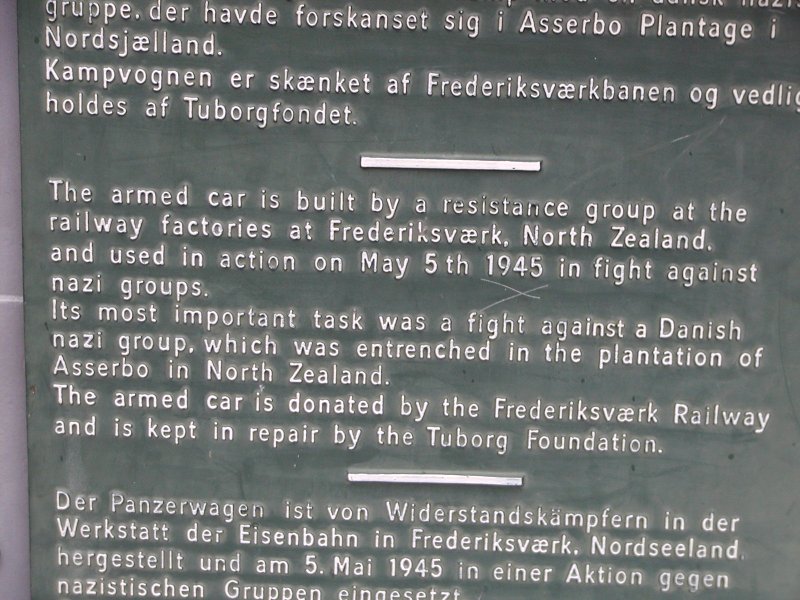 gruppe, der havde forskanset sig i Asserbo Plantage i
Nordsjælland.
Kampvognen er skænket af Frederiksværkbanen og vedlig
holdes af Tuborgfondet.
The armed car is built by a resistance group at the
railway factories at Frederiksværk, North Zealand,
and used in action on May 5th 1945 in fight against
nazi groups.
Its most important task was a fight against a Danish
nazi group, which was entrenched in the plantation of
Asserbo in North Zealand.
The armed car is donated by the Frederiksværk Railway
and is kept in repair by the Tuborg Foundation.
Der Panzerwagen ist von Widerstandskämpfern in der
Werkstatt der Eisenbahn in Frederiksværk, Nordseeland,
hergestellt und am 5. Mai 1945 in einer Aktion gegen
nazistischen Gruppen eingesetzt.